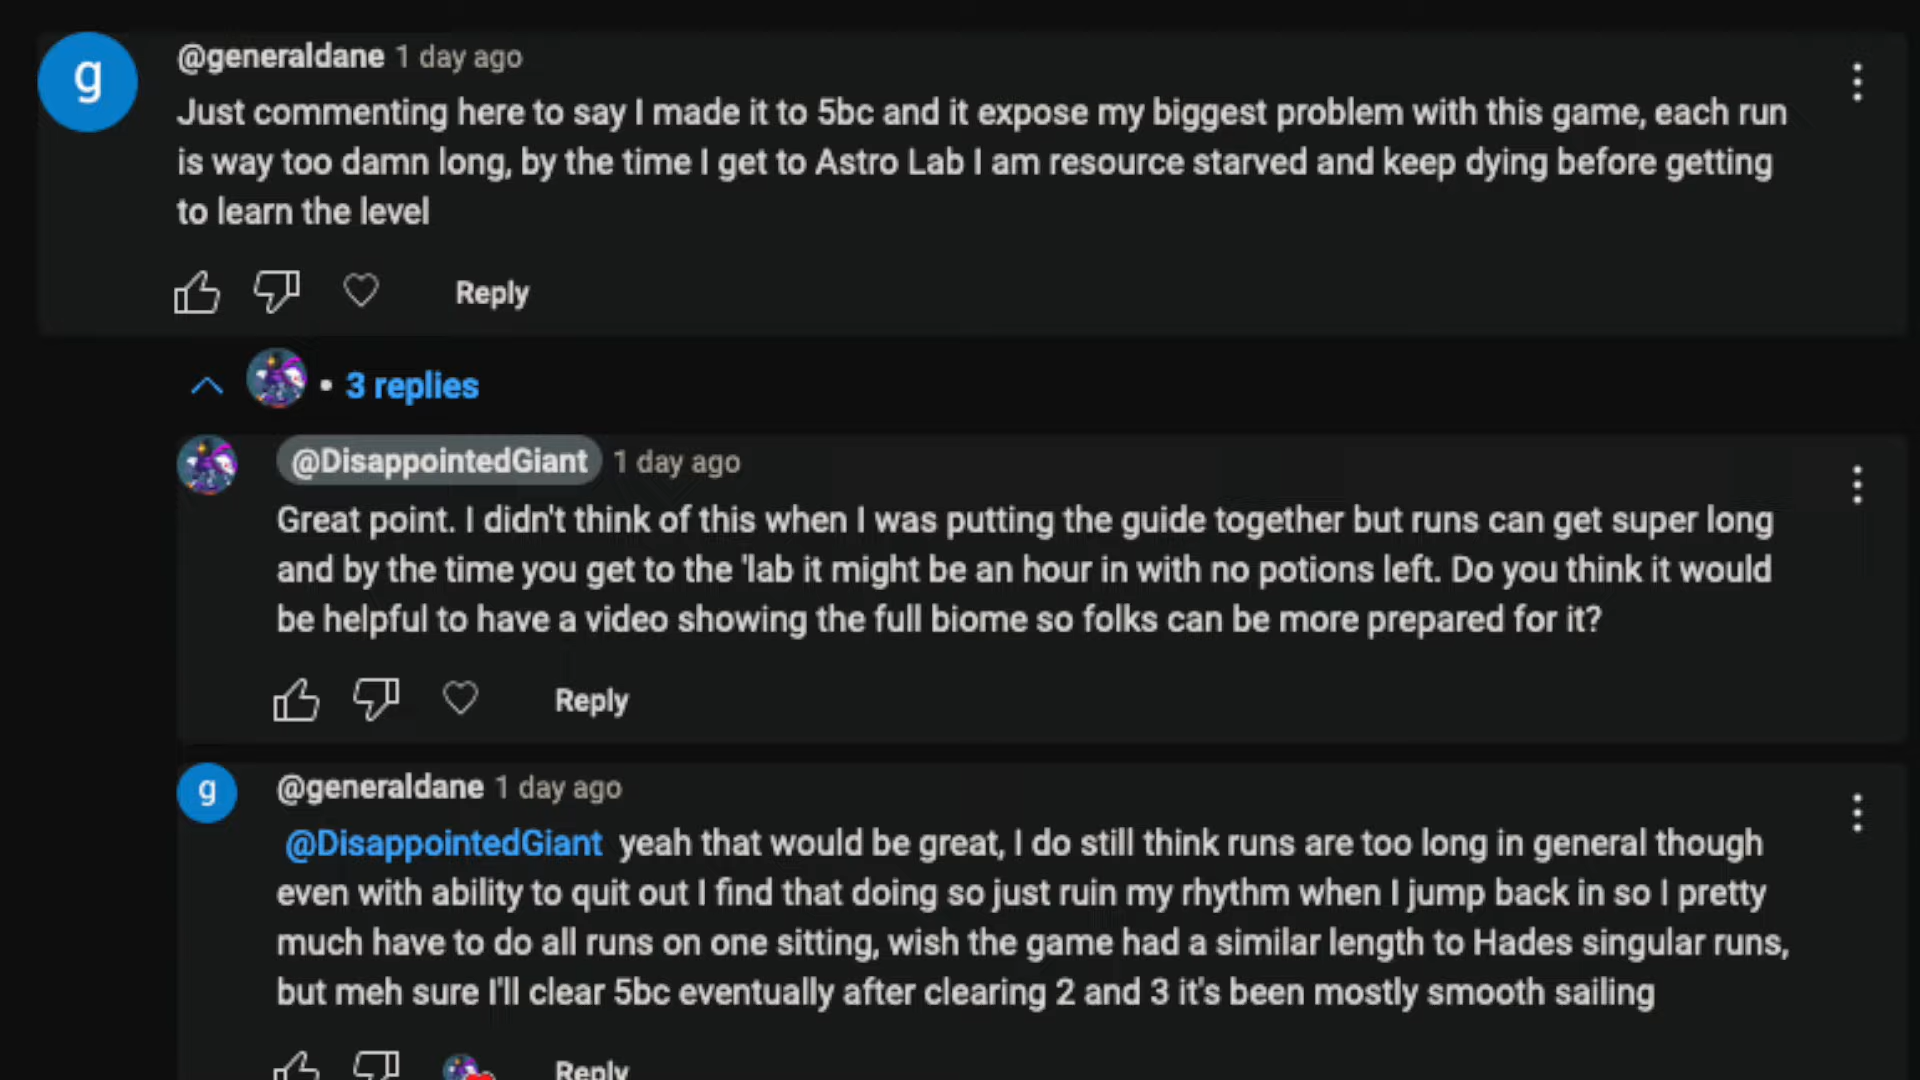 g
@generaldane 1 day ago
Just commenting here to say I made it to 5bc and it expose my biggest problem with this game, each run
is way too damn long, by the time I get to Astro Lab I am resource starved and keep dying before getting
to learn the level
Reply
• 3 replies
@DisappointedGiant 1 day ago
Great point. I didn't think of this when I was putting the guide together but runs can get super long
and by the time you get to the 'lab it might be an hour in with no potions left. Do you think it would
be helpful to have a video showing the full biome so folks can be more prepared for it?
Reply
g
@generaldane 1 day ago
@DisappointedGiant yeah that would be great, I do still think runs are too long in general though
even with ability to quit out I find that doing so just ruin my rhythm when I jump back in so I pretty
much have to do all runs on one sitting, wish the game had a similar length to Hades singular runs,
but meh sure I'll clear 5bc eventually after clearing 2 and 3 it's been mostly smooth sailing
Reply